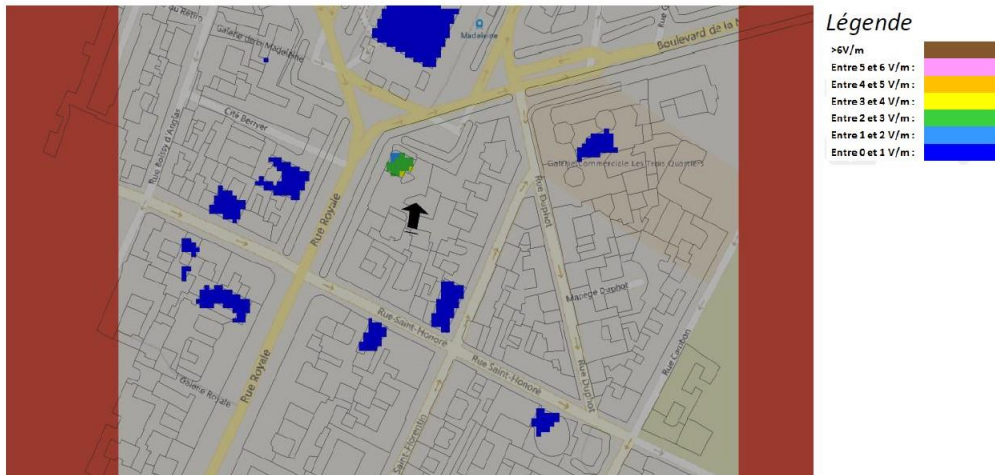 Légende
>6V/m
Entre 5 et 6 V/m :
Entre 4 et 5 V/m :
Entre 3 et 4 V/m :
Entre 2 et 3 V/m :
Entre 1 et 2 V/m :
Entre 0 et 1 V/m :
Madeleine
Boulevard de la
Galerie de la Madeleine
Cité Berryer
Rue Boissy d'Anglas
Galerie Commerciale Les Trois Quartiers
Rue Royale
Rue Duphot
Manège Duphot
Rue Saint-Honoré
Rue Cambon
Rue Saint-Honoré
Rue Duphot
Galerie Royale
Rue Royale
Saint-Florentin